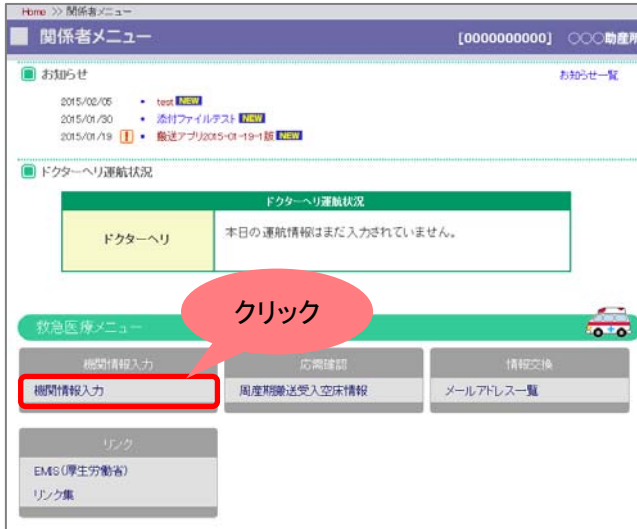 Home >> 関係者メニュー
関係者メニュー [0000000000] ○○○助産所
お知らせ お知らせ一覧
2015/02/05 • test NEW
2015/01/30 • 添付ファイルテスト NEW
2015/01/19 ! • 搬送アプリ2015-01-19-1版 NEW
ドクターヘリ運航状況
ドクターヘリ運航状況
ドクターヘリ 本日の運航情報はまだ入力されていません。
クリック
救急医療メニュー
機関情報入力 応需確認 情報交換
機関情報入力 周産期搬送受入空床情報 メールアドレス一覧
リンク
EMIS(厚生労働省)
リンク集